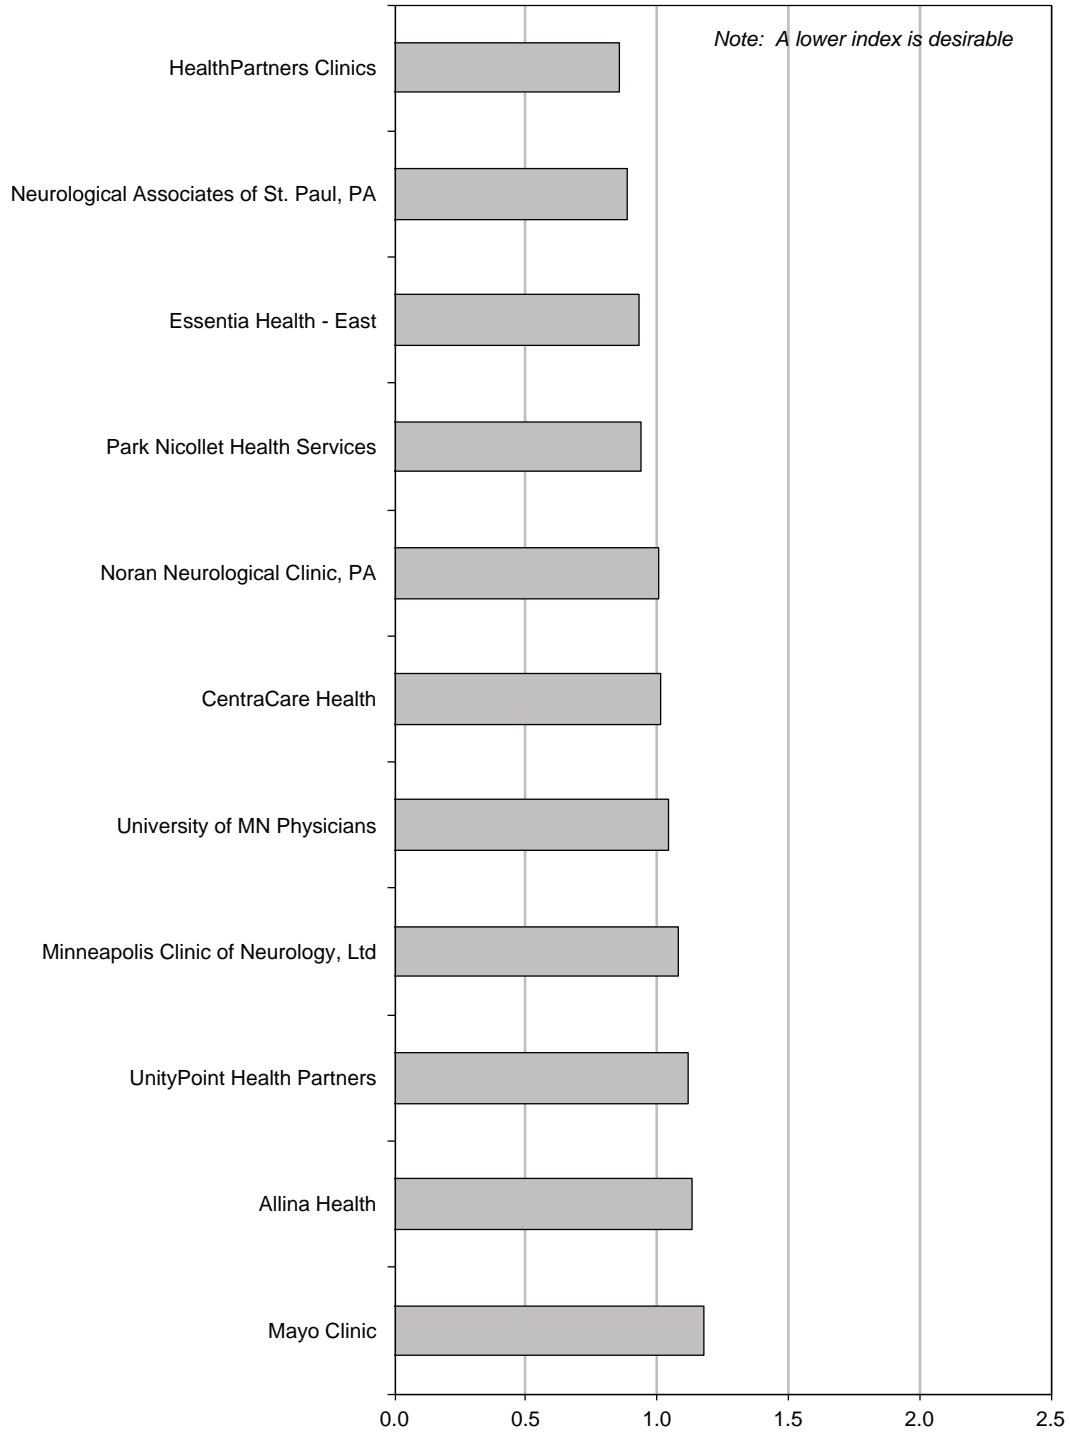 Note:  A lower index is desirable
HealthPartners Clinics
Neurological Associates of St. Paul, PA
Essentia Health - East
Park Nicollet Health Services
Noran Neurological Clinic, PA
CentraCare Health
University of MN Physicians
Minneapolis Clinic of Neurology, Ltd
UnityPoint Health Partners
Allina Health
Mayo Clinic
0.0 0.5 1.0 1.5 2.0 2.5